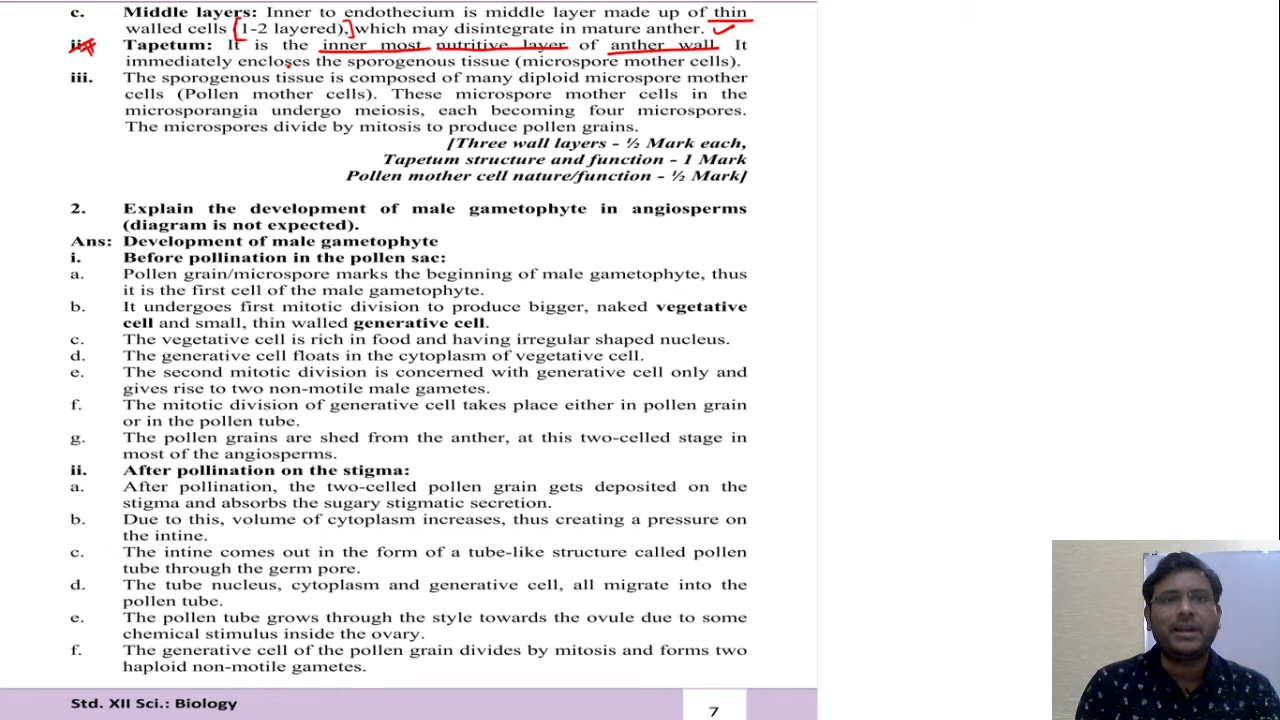 c. Middle layers: Inner to endothecium is middle layer made up of thin
walled cells [1-2 layered),] which may disintegrate in mature anther.
ii. Tapetum: It is the inner most nutritive layer of anther wall. It
immediately encloses the sporogenous tissue (microspore mother cells).
iii. The sporogenous tissue is composed of many diploid microspore mother
cells (Pollen mother cells). These microspore mother cells in the
microsporangia undergo meiosis, each becoming four microspores.
The microspores divide by mitosis to produce pollen grains.
[Three wall layers - ½ Mark each,
Tapetum structure and function - 1 Mark
Pollen mother cell nature/function - ½ Mark]
2. Explain the development of male gametophyte in angiosperms
(diagram is not expected).
Ans: Development of male gametophyte
i. Before pollination in the pollen sac:
a. Pollen grain/microspore marks the beginning of male gametophyte, thus
it is the first cell of the male gametophyte.
b. It undergoes first mitotic division to produce bigger, naked vegetative
cell and small, thin walled generative cell.
c. The vegetative cell is rich in food and having irregular shaped nucleus.
d. The generative cell floats in the cytoplasm of vegetative cell.
e. The second mitotic division is concerned with generative cell only and
gives rise to two non-motile male gametes.
f. The mitotic division of generative cell takes place either in pollen grain
or in the pollen tube.
g. The pollen grains are shed from the anther, at this two-celled stage in
most of the angiosperms.
ii. After pollination on the stigma:
a. After pollination, the two-celled pollen grain gets deposited on the
stigma and absorbs the sugary stigmatic secretion.
b. Due to this, volume of cytoplasm increases, thus creating a pressure on
the intine.
c. The intine comes out in the form of a tube-like structure called pollen
tube through the germ pore.
d. The tube nucleus, cytoplasm and generative cell, all migrate into the
pollen tube.
e. The pollen tube grows through the style towards the ovule due to some
chemical stimulus inside the ovary.
f. The generative cell of the pollen grain divides by mitosis and forms two
haploid non-motile gametes.
Std. XII Sci.: Biology
7